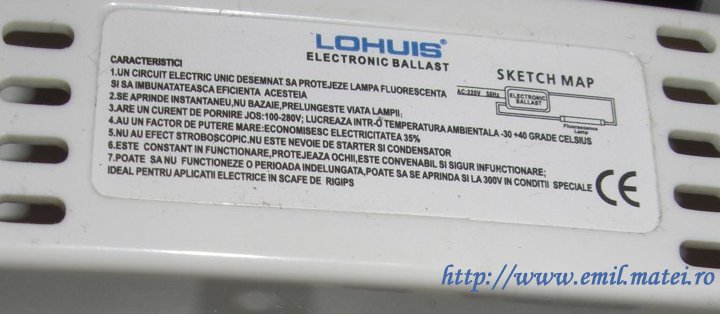 LOHUIS®
ELECTRONIC BALLAST
CARACTERISTICI
1.UN CIRCUIT ELECTRIC UNIC DESEMNAT SA PROTEJEZE LAMPA FLUORESCENTA
SI SA IMBUNATATEASCA EFICIENTA ACESTEIA
2.SE APRINDE INSTANTANEU,NU BAZAIE,PRELUNGESTE VIATA LAMPII;
3.ARE UN CURENT DE PORNIRE JOS:100-280V; LUCREAZA INTR-O TEMPERATURA AMBIENTALA -30 +40 GRADE CELSIUS
4.AU UN FACTOR DE PUTERE MARE:ECONOMISESC ELECTRICITATEA 35%
5.NU AU EFECT STROBOSCOPIC.NU ESTE NEVOIE DE STARTER SI CONDENSATOR
6.ESTE CONSTANT IN FUNCTIONARE,PROTEJAZA OCHII,ESTE CONVENABIL SI SIGUR INFUNCTIONARE;
7.POATE SA NU FUNCTIONEZE O PERIOADA INDELUNGATA,POATE SA SE APRINDA SI LA 300V IN CONDITII SPECIALE
IDEAL PENTRU APLICATII ELECTRICE IN SCAFE DE RIGIPS
SKETCH MAP
AC:220V 50Hz
ELECTRONIC
BALLAST
Fluorescence
Lamp
CE
http://www.emil.matei.ro